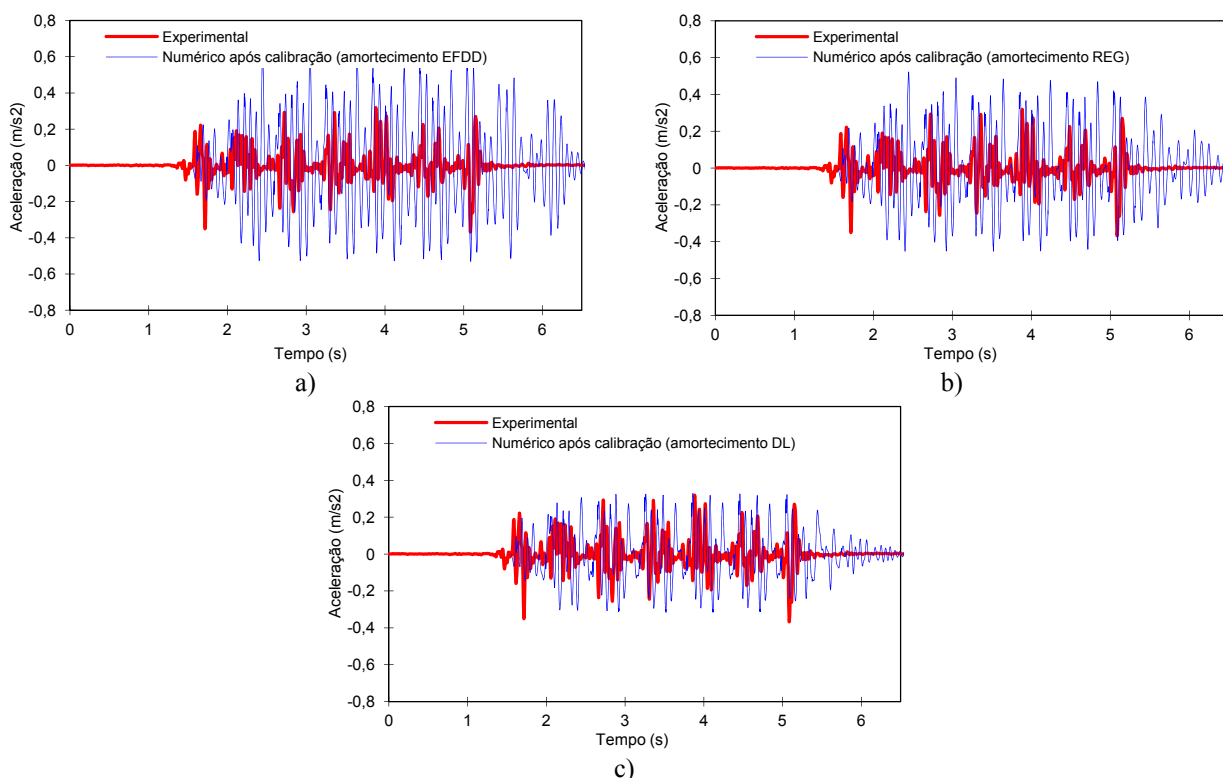 0,8
0,6
0,4
0,2
0
-0,2
-0,4
-0,6
-0,8
Aceleração (m/s2)
Experimental
Numérico após calibração (amortecimento EFDD)
0 1 2 3 4 5 6
Tempo (s)
a)
0,8
0,6
0,4
0,2
0
-0,2
-0,4
-0,6
-0,8
Aceleração (m/s2)
Experimental
Numérico após calibração (amortecimento REG)
0 1 2 3 4 5 6
Tempo (s)
b)
0,8
0,6
0,4
0,2
0
-0,2
-0,4
-0,6
-0,8
Aceleração (m/s2)
Experimental
Numérico após calibração (amortecimento DL)
0 1 2 3 4 5 6
Tempo (s)
c)